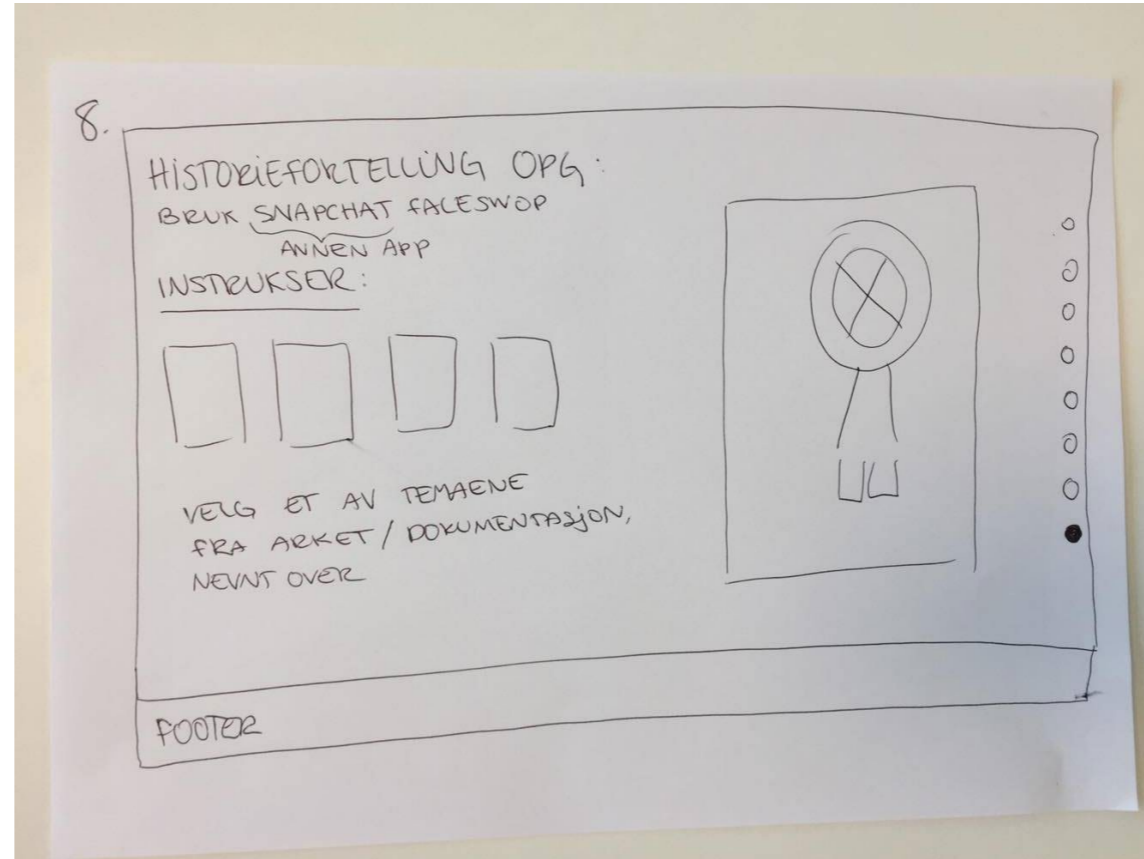 8.
HISTORIEFORTELLING OPG:
BRUK SNAPCHAT FACESWOP
ANNEN APP
INSTRUKSER:
VELG ET AV TEMAENE
FRA ARKET / DOKUMENTASJON,
NEVNT OVER
FOOTER